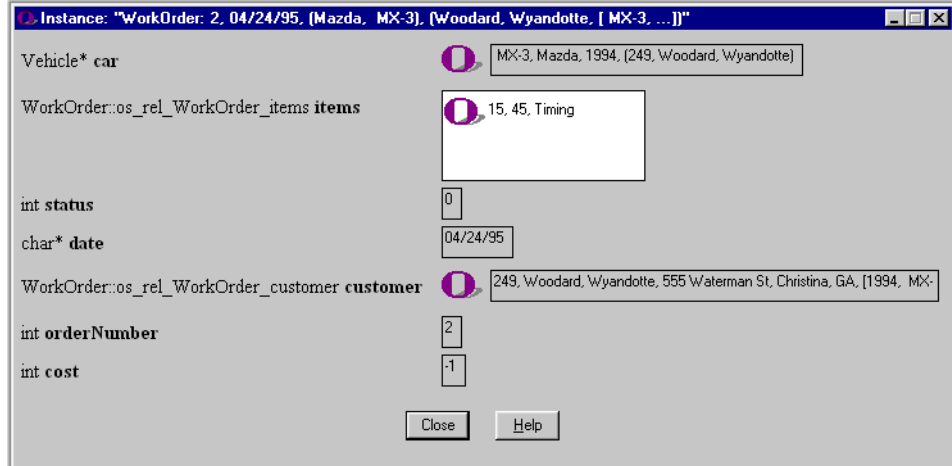 Instance: "WorkOrder: 2, 04/24/95, (Mazda, MX-3), (Woodard, Wyandotte, [ MX-3, ...])"
Vehicle* car MX-3, Mazda, 1994, (249, Woodard, Wyandotte)
WorkOrder::os_rel_WorkOrder_items items 15, 45, Timing
int status 0
char* date 04/24/95
WorkOrder::os_rel_WorkOrder_customer customer 249, Woodard, Wyandotte, 555 Waterman St, Christina, GA, [1994, MX-
int orderNumber 2
int cost -1
Close Help